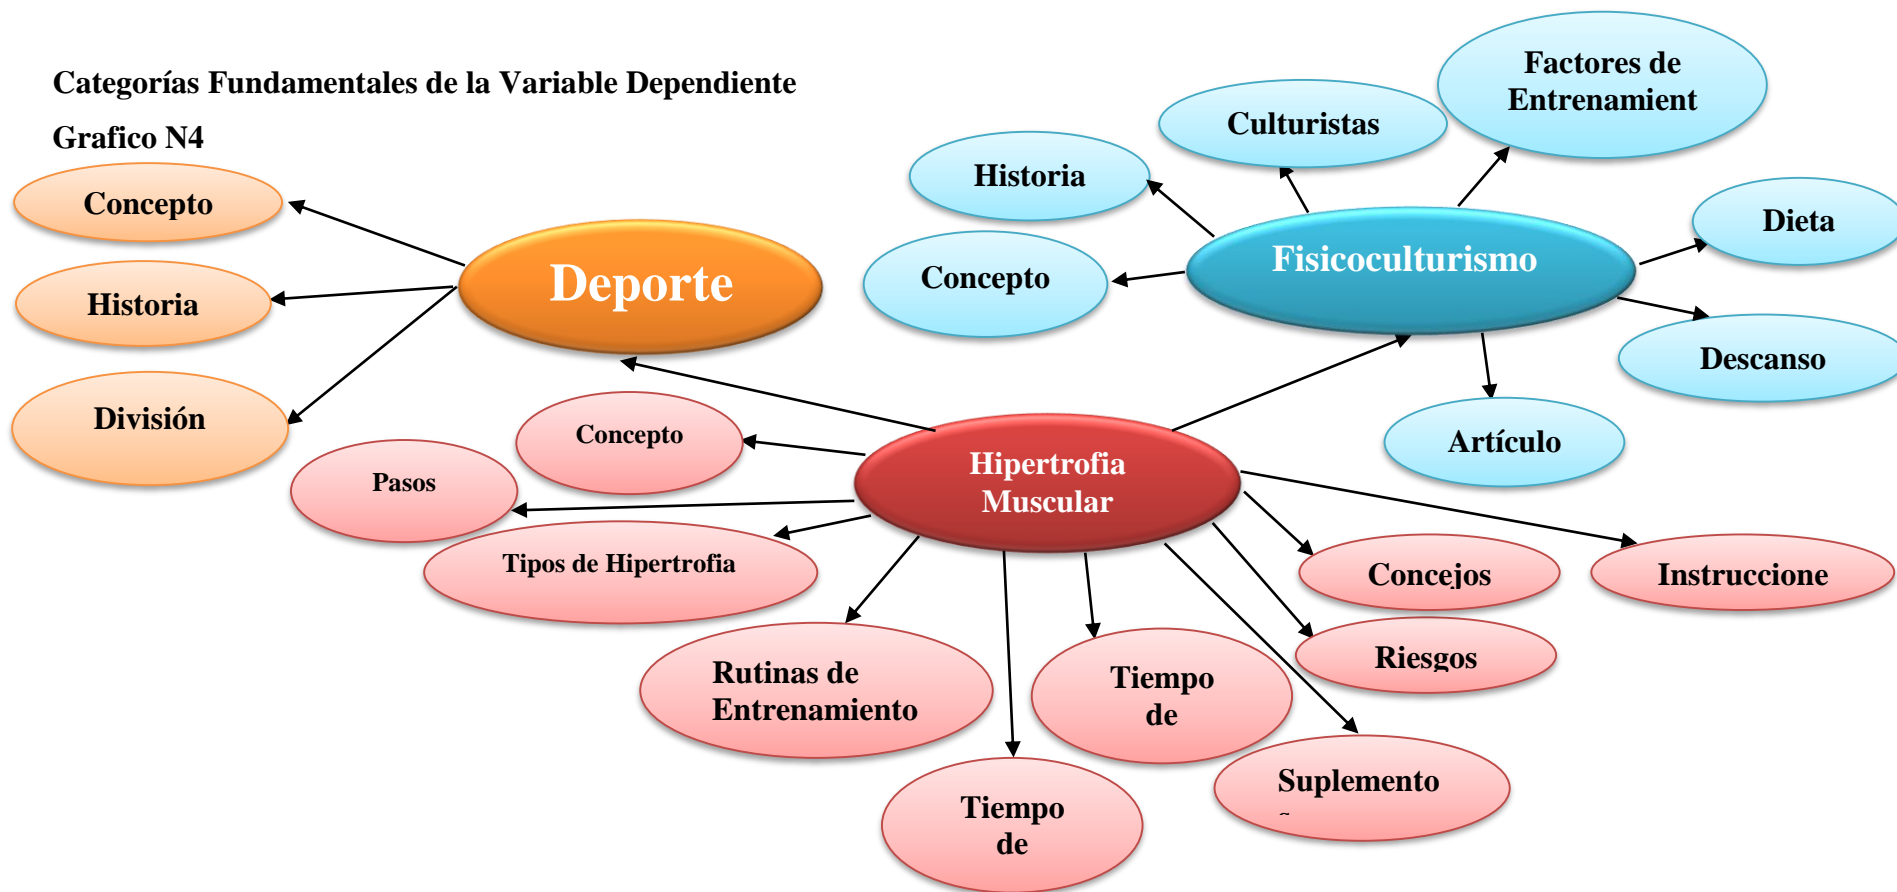 Categorías Fundamentales de la Variable Dependiente
Grafico N4
Concepto
Historia
División
Deporte
Historia
Culturistas
Factores de
Entrenamient
Concepto
Fisicoculturismo
Dieta
Descanso
Artículo
Concepto
Pasos
Tipos de Hipertrofia
Hipertrofia
Muscular
Concejos
Instruccione
Rutinas de
Entrenamiento
Tiempo
de
Riesgos
Tiempo
de
Suplemento
s